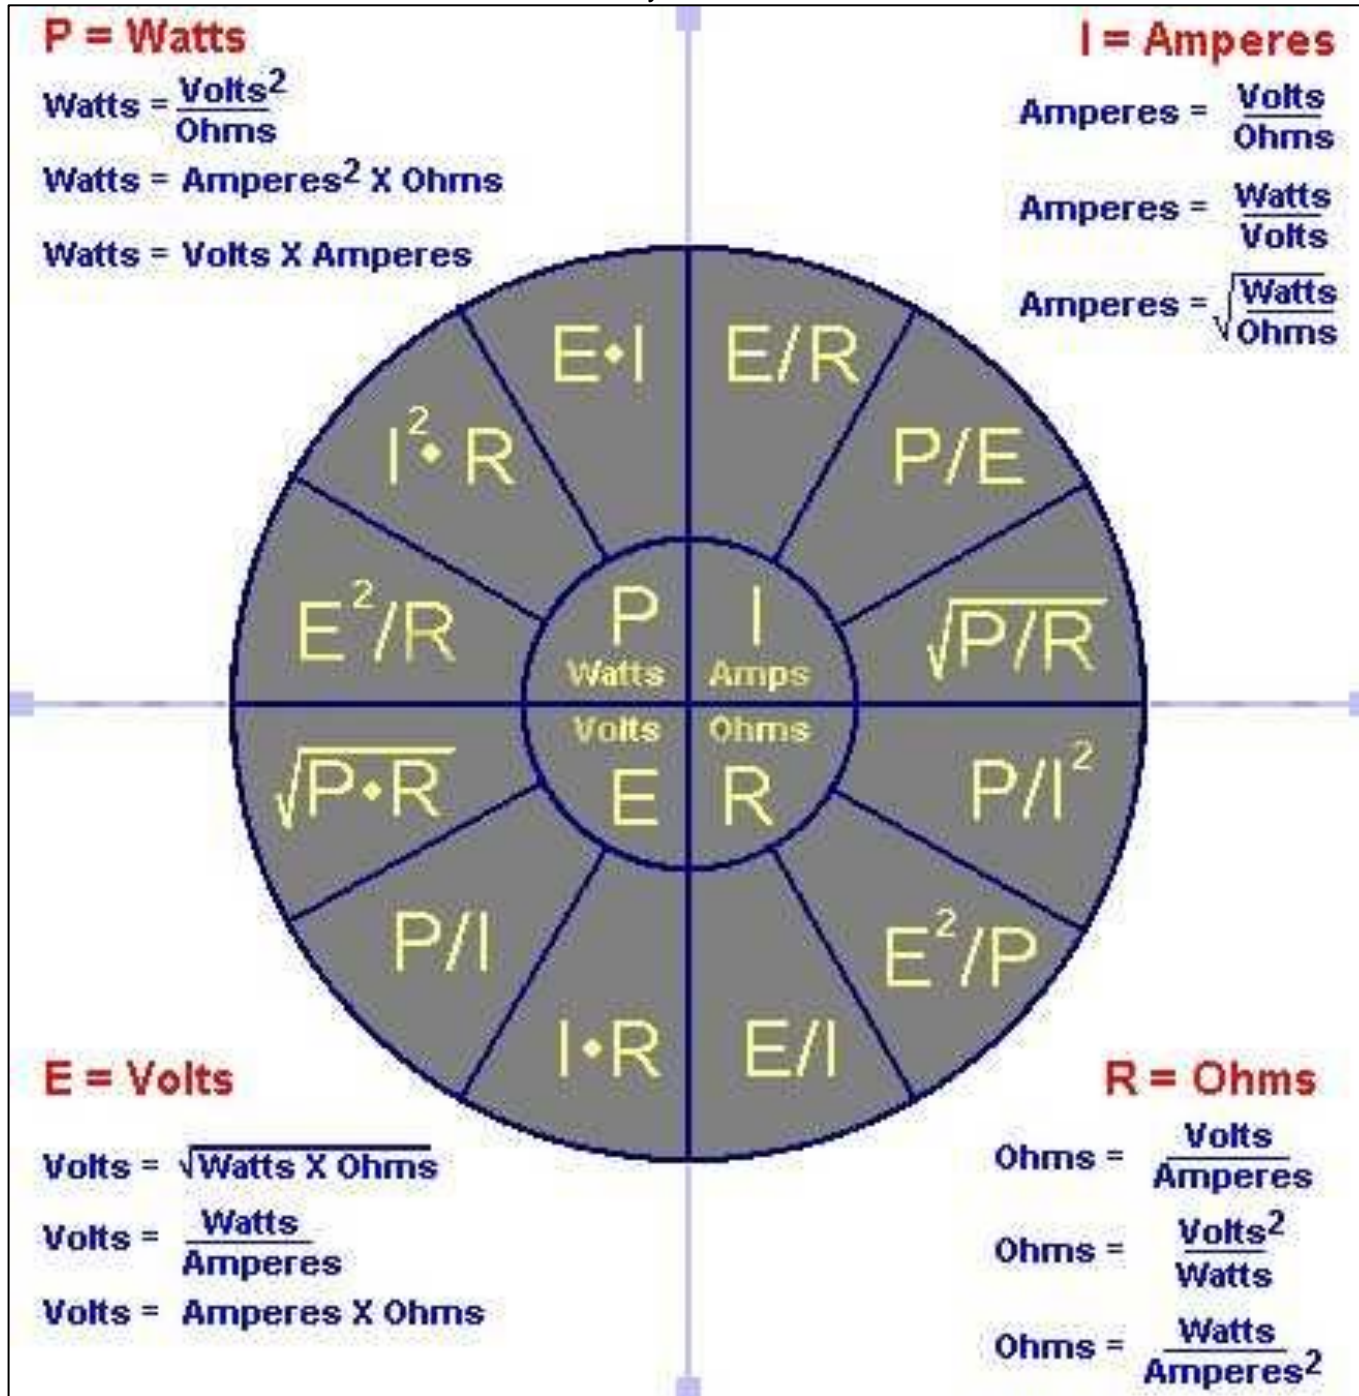 P = Watts
Watts = Volts²/Ohms
Watts = Amperes² X Ohms
Watts = Volts X Amperes
I = Amperes
Amperes = Volts/Ohms
Amperes = Watts/Volts
Amperes = √(Watts/Ohms)
E•I
E/R
I²•R
P/E
E²/R
√P/R
P
Watts
I
Amps
Volts
E
Ohms
R
√P•R
P/I²
P/I
E²/P
I•R
E/I
E = Volts
Volts = √Watts X Ohms
Volts = Watts/Amperes
Volts = Amperes X Ohms
R = Ohms
Ohms = Volts/Amperes
Ohms = Volts²/Watts
Ohms = Watts/Amperes²